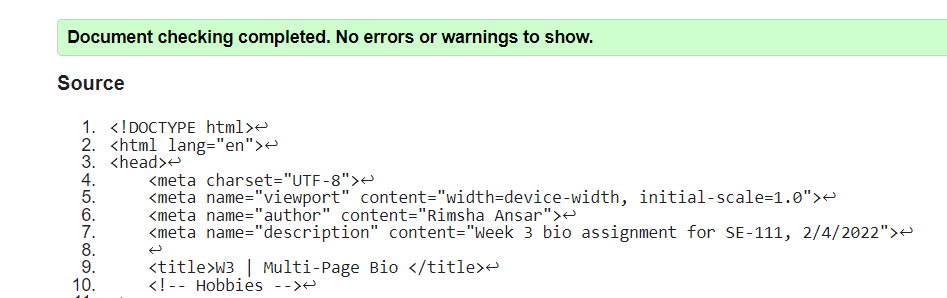 Document checking completed. No errors or warnings to show.
Source
1. <!DOCTYPE html>↩
2. <html lang="en">↩
3. <head>↩
4. <meta charset="UTF-8">↩
5. <meta name="viewport" content="width=device-width, initial-scale=1.0">↩
6. <meta name="author" content="Rimsha Ansar">↩
7. <meta name="description" content="Week 3 bio assignment for SE-111, 2/4/2022">↩
8. ↩
9. <title>W3 | Multi-Page Bio </title>↩
10. <!-- Hobbies -->↩